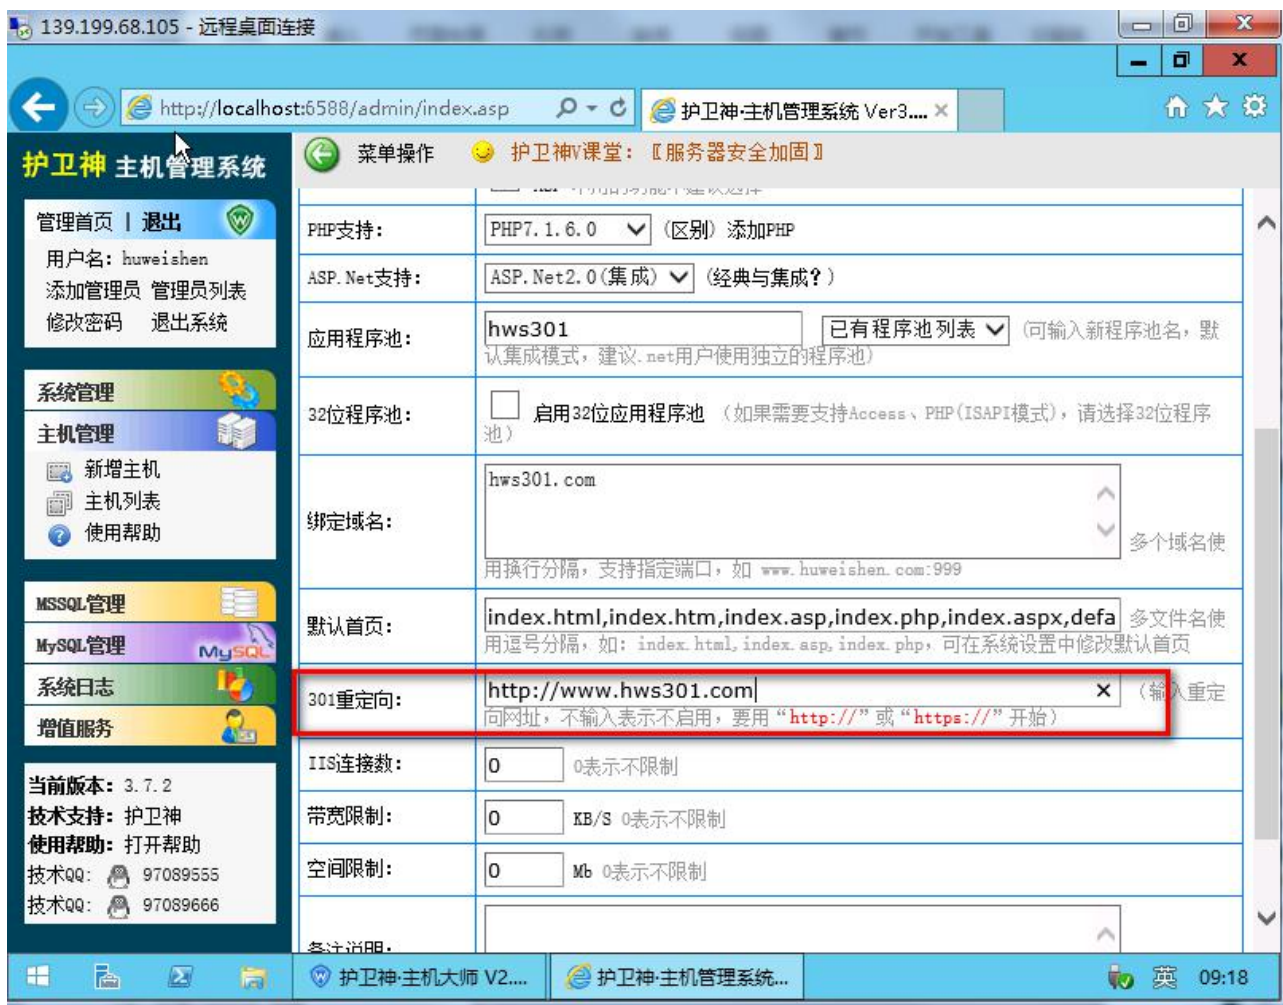 139.199.68.105 - 远程桌面连接
http://localhost:6588/admin/index.asp
护卫神·主机管理系统 Ver3....
护卫神 主机管理系统
菜单操作
护卫神V课堂：〖服务器安全加固〗
管理首页 | 退出
用户名: huweishen
添加管理员 管理员列表
修改密码 退出系统
系统管理
主机管理
新增主机
主机列表
使用帮助
MSSQL管理
MySQL管理
MySQL
系统日志
增值服务
当前版本: 3.7.2
技术支持: 护卫神
使用帮助: 打开帮助
技术QQ: 97089555
技术QQ: 97089666
PHP支持:
PHP7.1.6.0
(区别) 添加PHP
ASP.Net支持:
ASP.Net2.0(集成)
(经典与集成?)
应用程序池:
hws301
已有程序池列表
(可输入新程序池名，默
认集成模式，建议.net用户使用独立的程序池)
32位程序池:
启用32位应用程序池 (如果需要支持Access、PHP(ISAPI模式)，请选择32位程序
池)
绑定域名:
hws301.com
多个域名使
用换行分隔，支持指定端口，如 www.huweishen.com:999
默认首页:
index.html,index.htm,index.asp,index.php,index.aspx,defa
多文件名使
用逗号分隔，如: index.html,index.asp,index.php，可在系统设置中修改默认首页
301重定向:
http://www.hws301.com
(输入重定
向网址，不输入表示不启用，要用“http://”或“https://”开始)
IIS连接数:
0
0表示不限制
带宽限制:
0
KB/S 0表示不限制
空间限制:
0
Mb 0表示不限制
备注说明:
护卫神·主机大师 V2....
护卫神·主机管理系统...
英
09:18